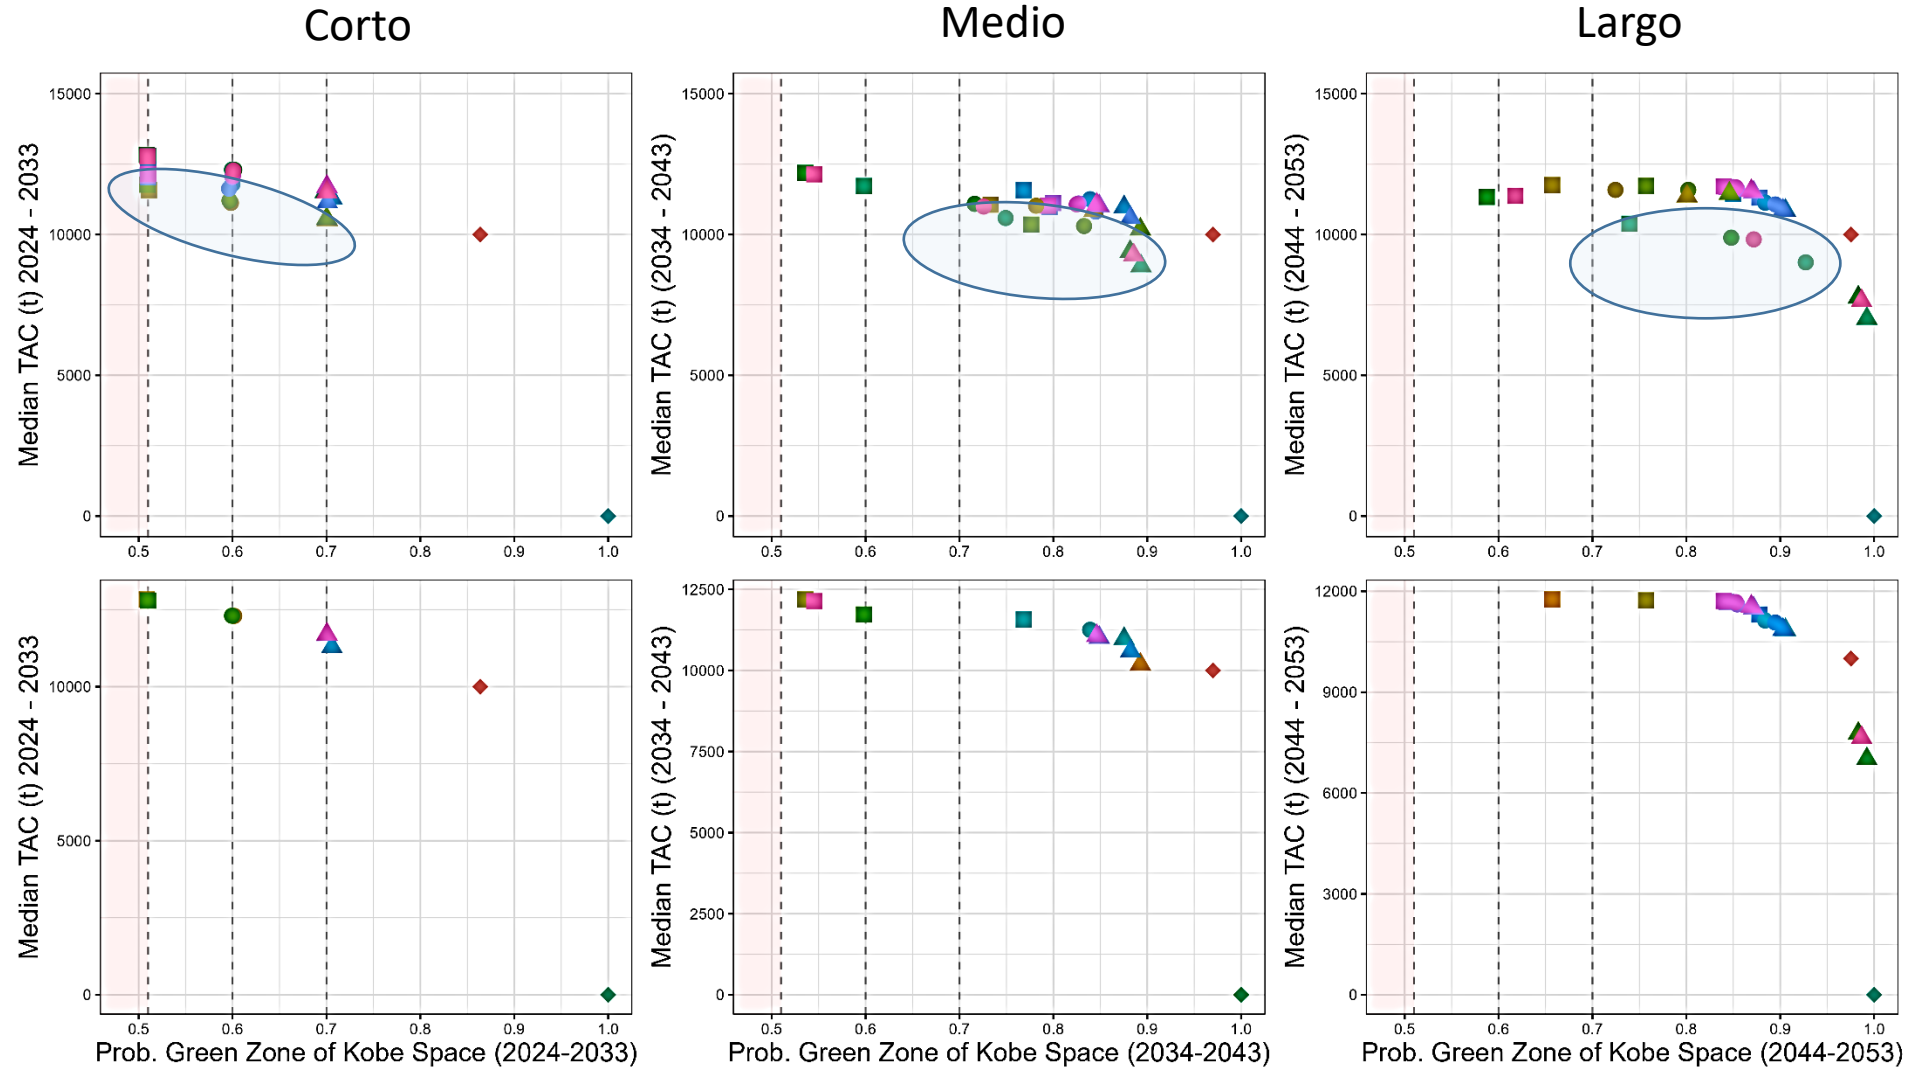 Corto
Medio
Largo
Median TAC (t) 2024 - 2033
15000
10000
5000
0
0.5 0.6 0.7 0.8 0.9 1.0
Median TAC (t) (2034 - 2043)
15000
10000
5000
0
0.5 0.6 0.7 0.8 0.9 1.0
Median TAC (t) (2044 - 2053)
15000
10000
5000
0
0.5 0.6 0.7 0.8 0.9 1.0
Median TAC (t) 2024 - 2033
10000
5000
0
0.5 0.6 0.7 0.8 0.9 1.0
Prob. Green Zone of Kobe Space (2024-2033)
Median TAC (t) (2034 - 2043)
12500
10000
7500
5000
2500
0
0.5 0.6 0.7 0.8 0.9 1.0
Prob. Green Zone of Kobe Space (2034-2043)
Median TAC (t) (2044 - 2053)
12000
9000
6000
3000
0
0.5 0.6 0.7 0.8 0.9 1.0
Prob. Green Zone of Kobe Space (2044-2053)